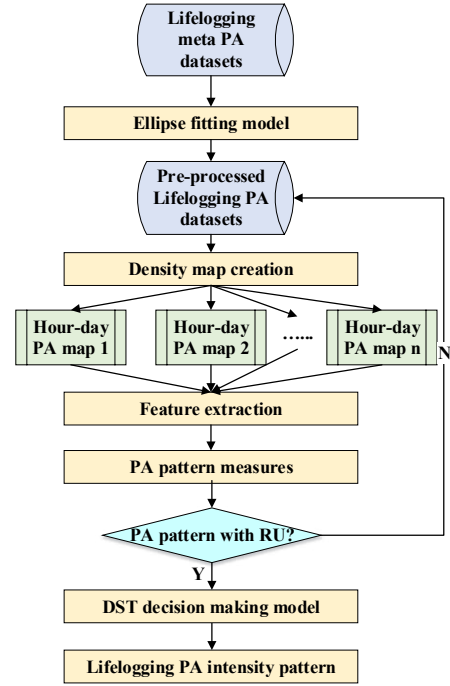 Lifelogging
meta PA
datasets
Ellipse fitting model
Pre-processed
Lifelogging PA
datasets
Density map creation
Hour-day
PA map 1
Hour-day
PA map 2
…...
Hour-day
PA map n
N
Feature extraction
PA pattern measures
PA pattern with RU?
Y
DST decision making model
Lifelogging PA intensity pattern